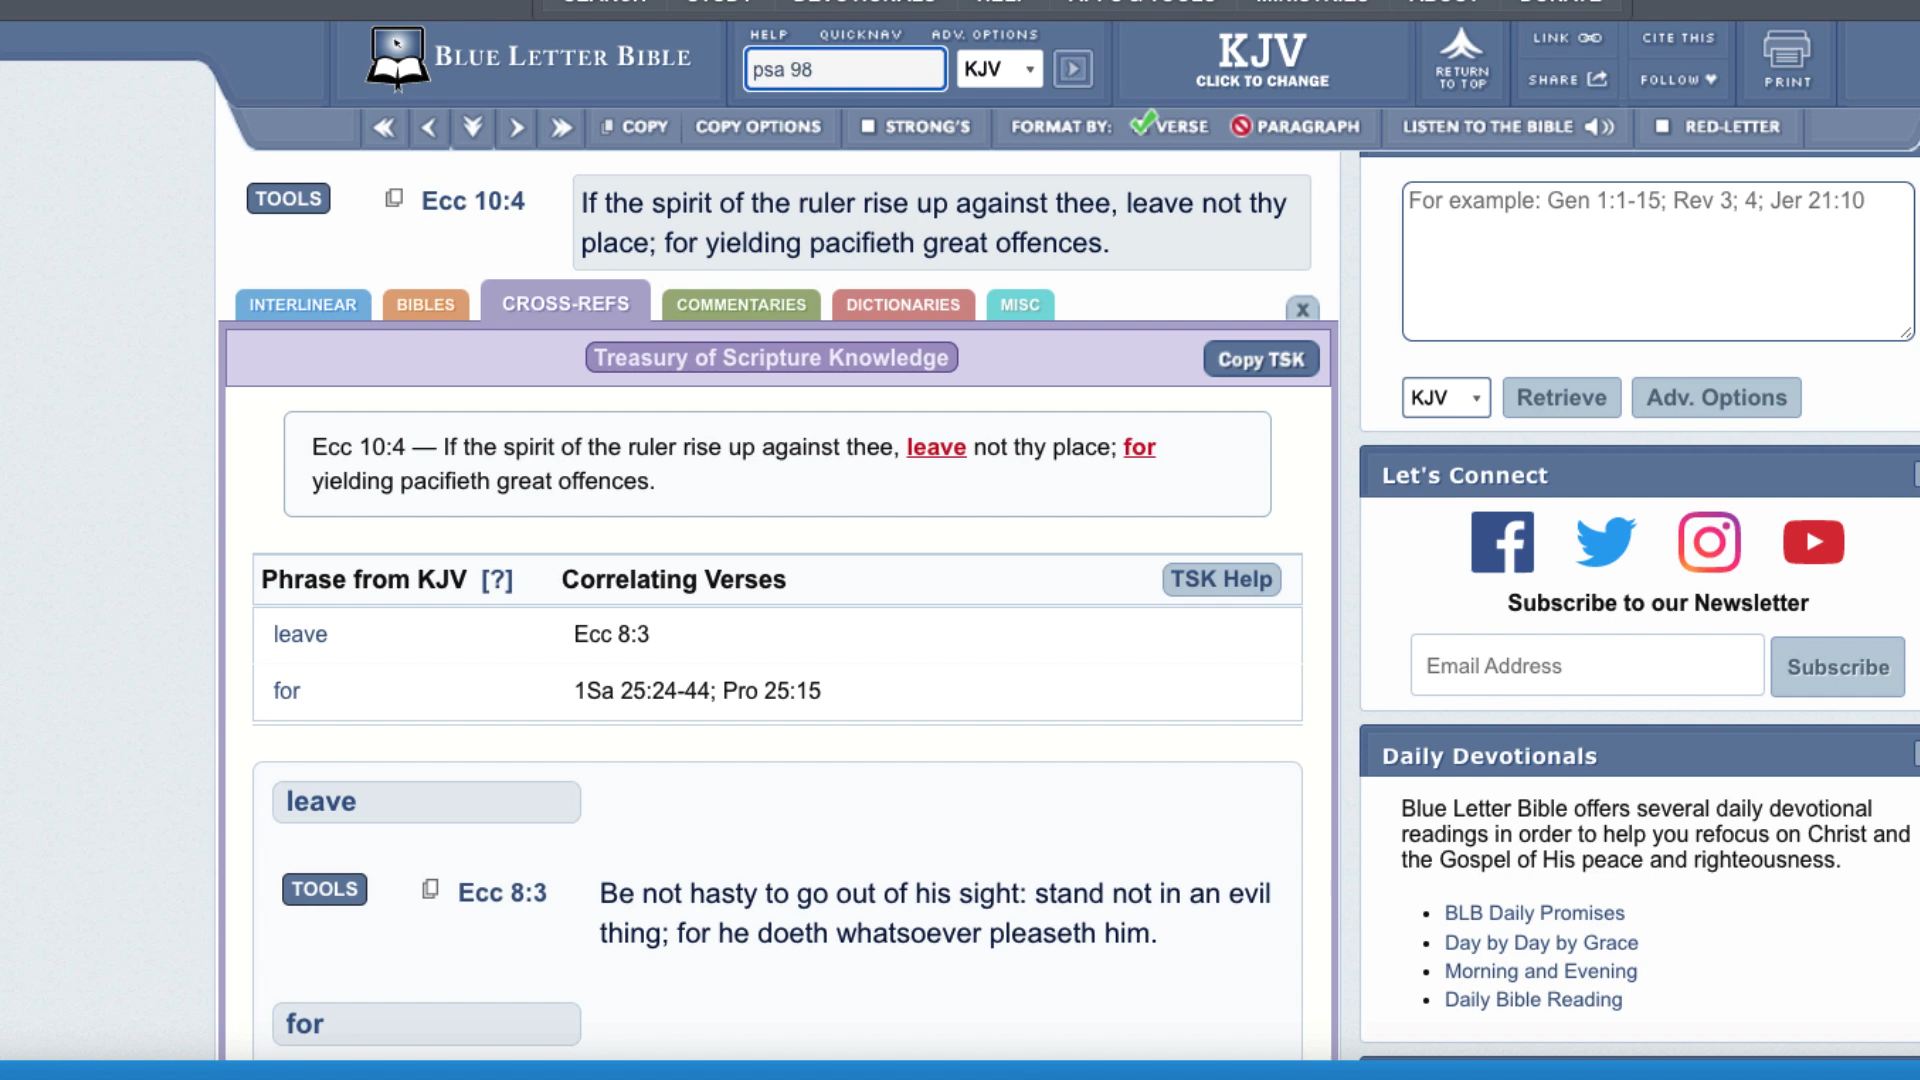 SEARCH STUDY DEVOTIONALS HELP APPS & TOOLS MINISTRIES ABOUT DONATE
BLUE LETTER BIBLE
HELP QUICKNAV ADV. OPTIONS
psa 98
KJV
KJV
CLICK TO CHANGE
RETURN
TO TOP
LINK
SHARE
CITE THIS
FOLLOW
PRINT
COPY
COPY OPTIONS
STRONG'S
FORMAT BY:
VERSE
PARAGRAPH
LISTEN TO THE BIBLE
RED-LETTER
TOOLS
Ecc 10:4
If the spirit of the ruler rise up against thee, leave not thy
place; for yielding pacifieth great offences.
INTERLINEAR
BIBLES
CROSS-REFS
COMMENTARIES
DICTIONARIES
MISC
X
Treasury of Scripture Knowledge
Copy TSK
Ecc 10:4 — If the spirit of the ruler rise up against thee, leave not thy place; for
yielding pacifieth great offences.
Phrase from KJV [?]
Correlating Verses
TSK Help
leave
Ecc 8:3
for
1Sa 25:24-44; Pro 25:15
leave
TOOLS
Ecc 8:3
Be not hasty to go out of his sight: stand not in an evil
thing; for he doeth whatsoever pleaseth him.
for
For example: Gen 1:1-15; Rev 3; 4; Jer 21:10
KJV
Retrieve
Adv. Options
Let's Connect
Subscribe to our Newsletter
Email Address
Subscribe
Daily Devotionals
Blue Letter Bible offers several daily devotional
readings in order to help you refocus on Christ and
the Gospel of His peace and righteousness.
• BLB Daily Promises
• Day by Day by Grace
• Morning and Evening
• Daily Bible Reading